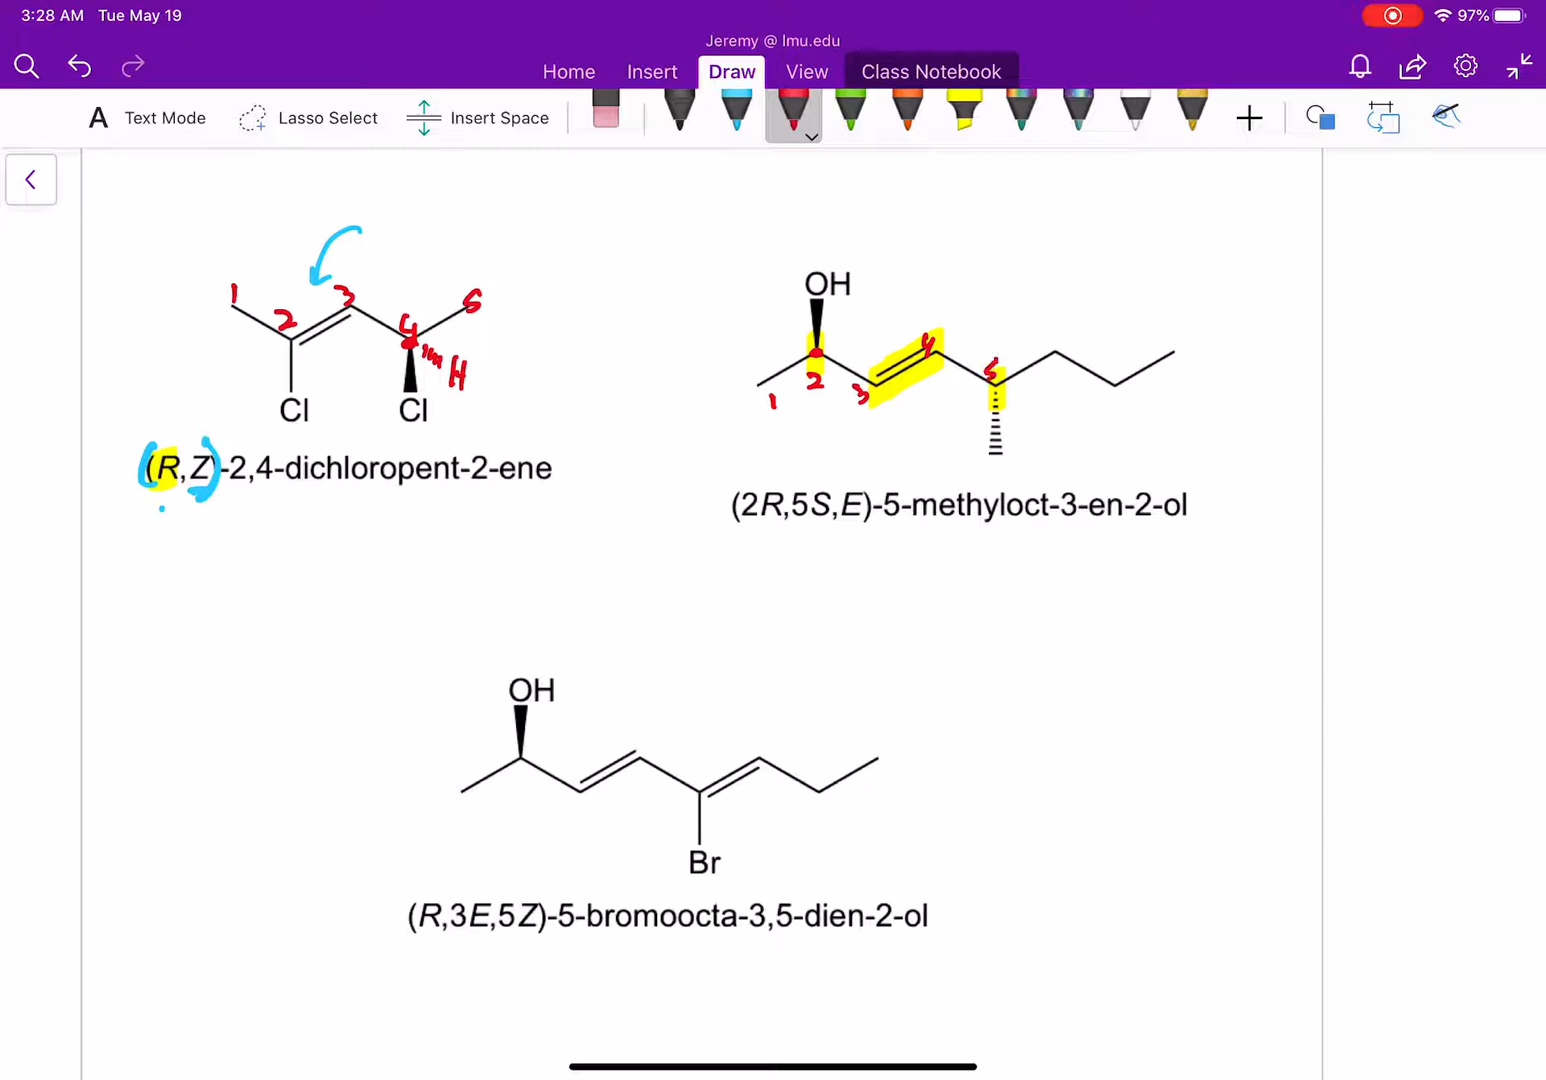 3:28 AM Tue May 19
97%
Jeremy @ lmu.edu
Home Insert Draw View Class Notebook
A Text Mode Lasso Select Insert Space
1 2 3 4 5
H
Cl Cl
(R,Z)-2,4-dichloropent-2-ene
OH
1 2 3 4 5
(2R,5S,E)-5-methyloct-3-en-2-ol
OH
Br
(R,3E,5Z)-5-bromoocta-3,5-dien-2-ol